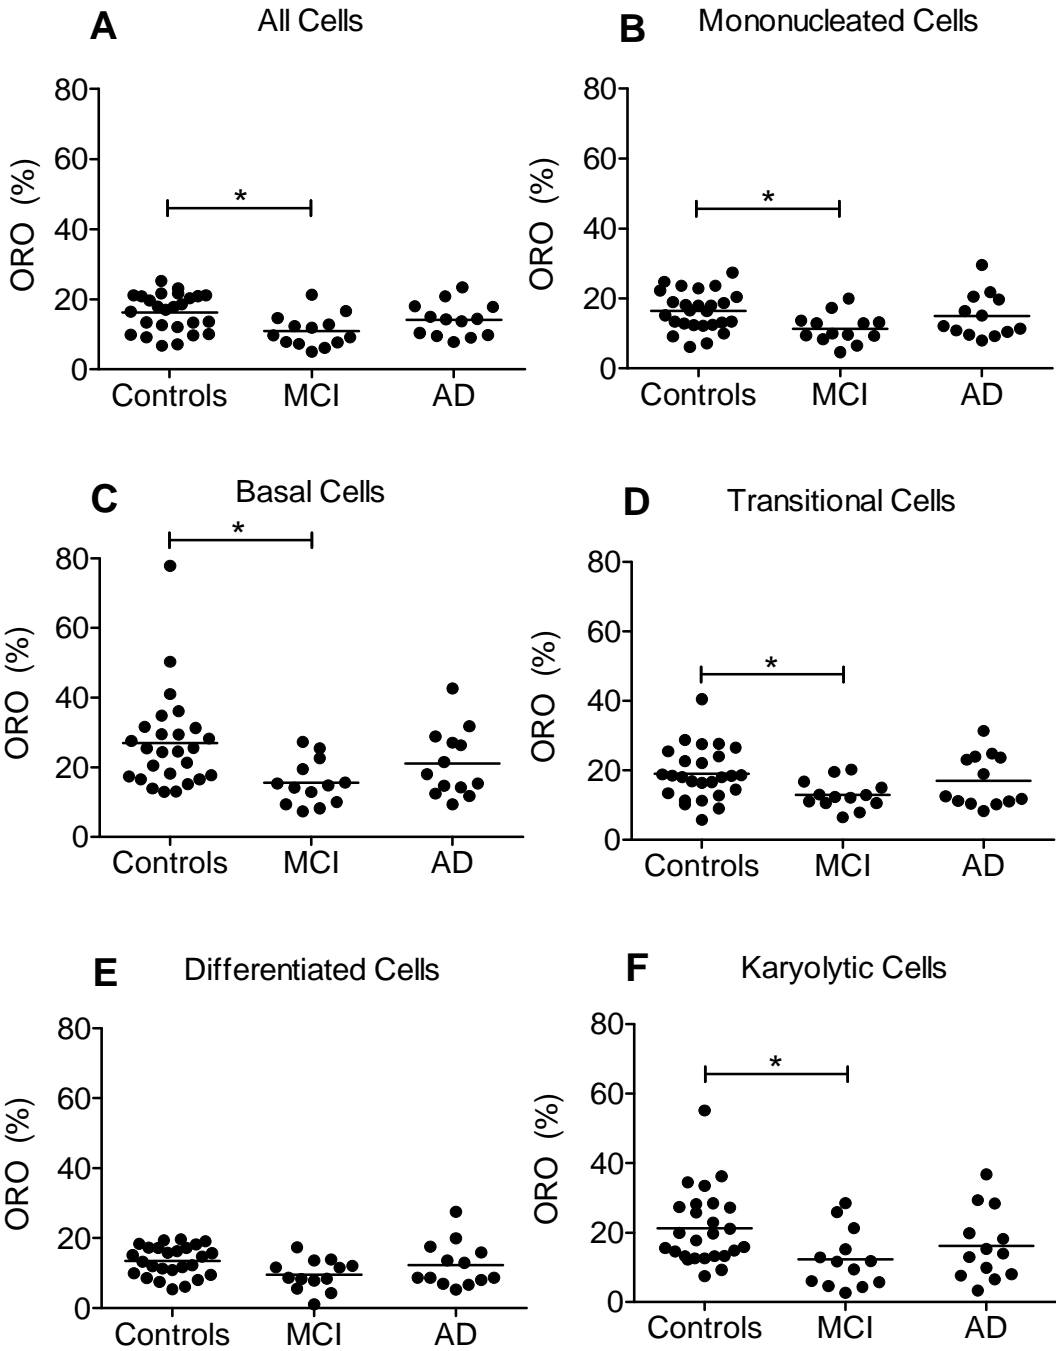 A All Cells
80
60
40
20
0
ORO (%)
*
Controls MCI AD
B Mononucleated Cells
80
60
40
20
0
ORO (%)
*
Controls MCI AD
C Basal Cells
80
60
40
20
0
ORO (%)
*
Controls MCI AD
D Transitional Cells
80
60
40
20
0
ORO (%)
*
Controls MCI AD
E Differentiated Cells
80
60
40
20
0
ORO (%)
Controls MCI AD
F Karyolytic Cells
80
60
40
20
0
ORO (%)
*
Controls MCI AD